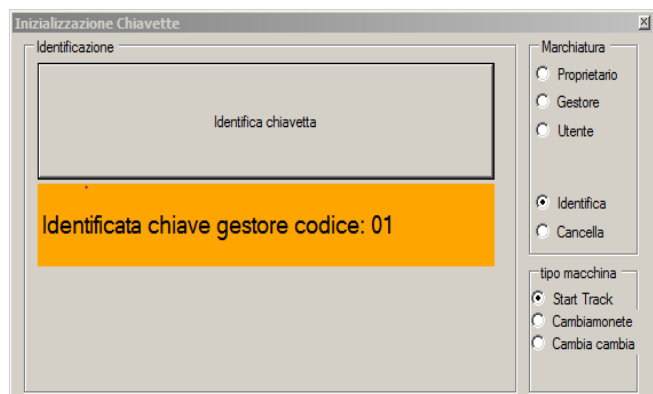 Inizializzazione Chiavette
Identificazione
Identifica chiavetta
Identificata chiave gestore codice: 01
Marchiatura
Proprietario
Gestore
Utente
Identifica
Cancella
tipo macchina
Start Track
Cambiamonete
Cambia cambia